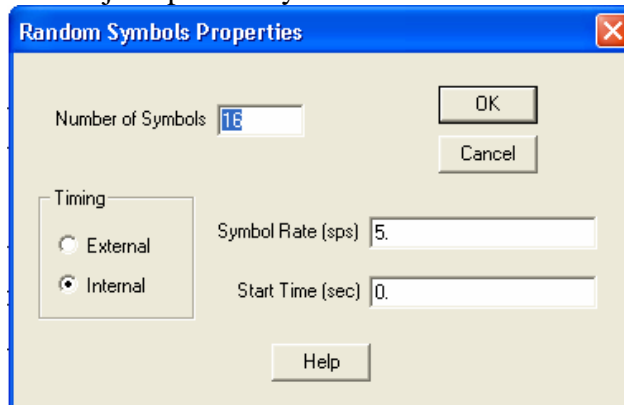 Random Symbols Properties
Number of Symbols 16
OK
Cancel
Timing
External
Internal
Symbol Rate (sps) 5.
Start Time (sec) 0.
Help